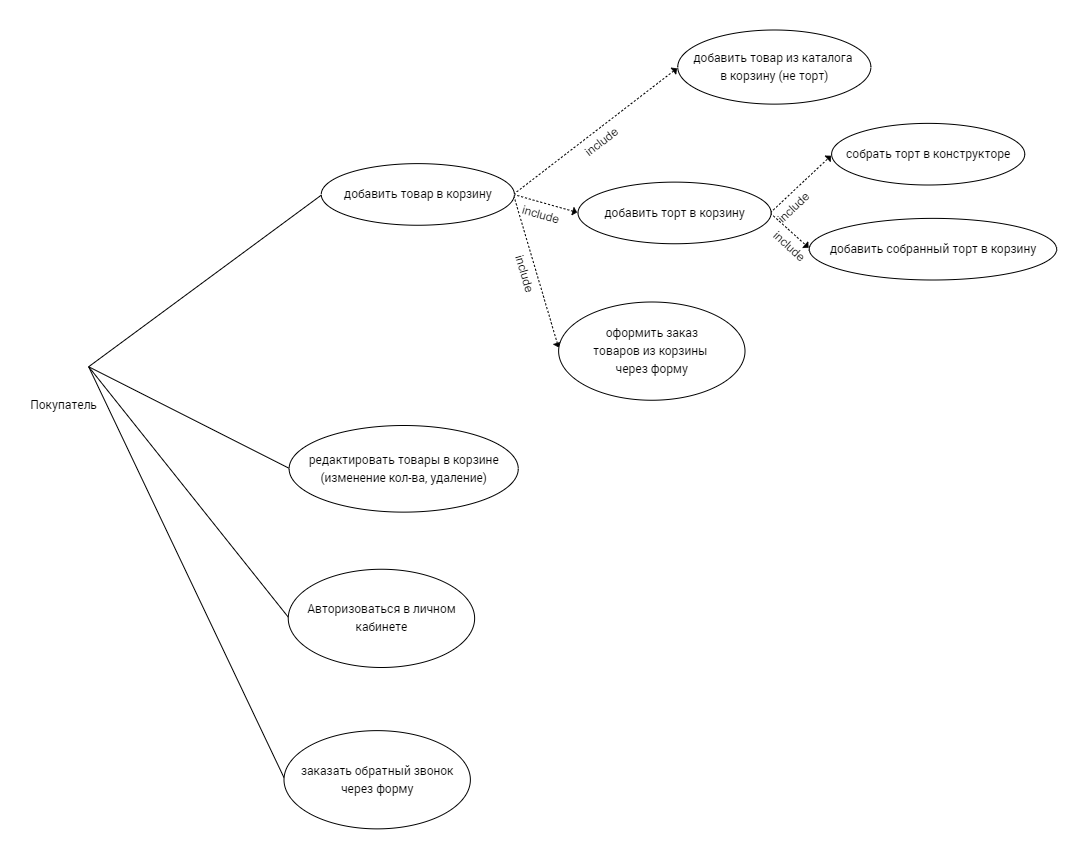 добавить товар из каталога
в корзину (не торт)
include
собрать торт в конструкторе
добавить товар в корзину
include
добавить торт в корзину
include
include
добавить собранный торт в корзину
include
оформить заказ
товаров из корзины
через форму
Покупатель
редактировать товары в корзине
(изменение кол-ва, удаление)
Авторизоваться в личном
кабинете
заказать обратный звонок
через форму